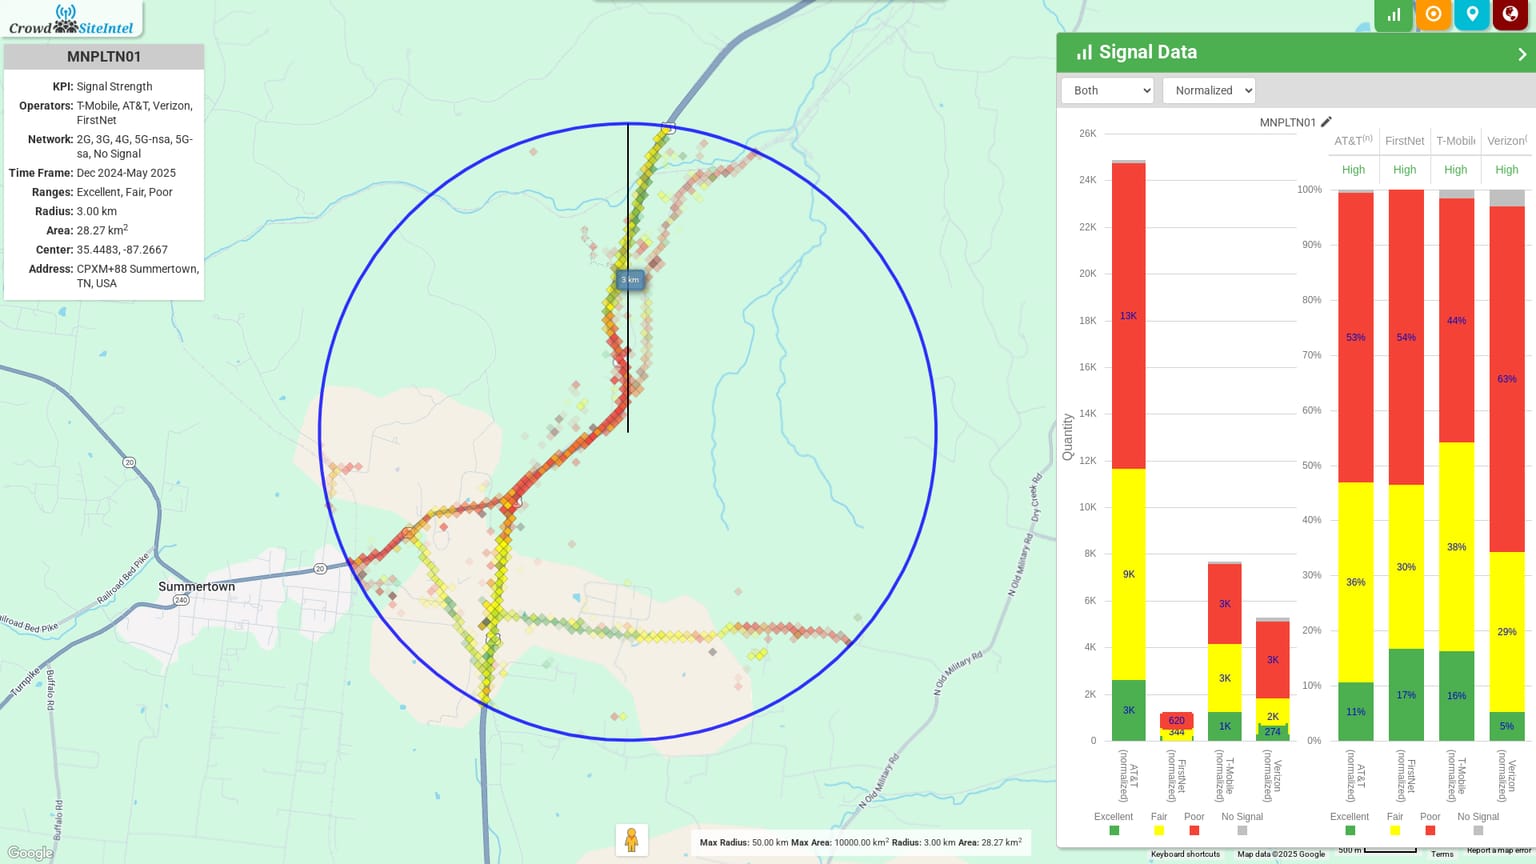 Crowd SiteIntel
MNPLTN01
KPI: Signal Strength
Operators: T-Mobile, AT&T, Verizon,
FirstNet
Network: 2G, 3G, 4G, 5G-nsa, 5G-
sa, No Signal
Time Frame: Dec 2024-May 2025
Ranges: Excellent, Fair, Poor
Radius: 3.00 km
Area: 28.27 km²
Center: 35.4483, -87.2667
Address: CPXM+88 Summertown,
TN, USA
3 km
20
20
240
Summertown
Railroad Bed Pike
ailroad Bed Pike
Turnpike
Buffalo Rd
Buffalo Rd
Dry Creek Rd
N Old Military Rd
N Old Military Rd
N Old Military Rd
Google
Max Radius: 50.00 km Max Area: 10000.00 km² Radius: 3.00 km Area: 28.27 km²
Signal Data
Both
Normalized
MNPLTN01
Quantity
26K
24K
22K
20K
18K
16K
14K
12K
10K
8K
6K
4K
2K
0
13K
9K
3K
620
344
3K
3K
1K
3K
2K
274
AT&T
(normalized)
FirstNet
(normalized)
T-Mobile
(normalized)
Verizon
(normalized)
Excellent Fair Poor No Signal
AT&T(n) FirstNet T-Mobile Verizon(
High High High High
100%
90%
80%
70%
60%
50%
40%
30%
20%
10%
0%
53%
36%
11%
54%
30%
17%
44%
38%
16%
63%
29%
5%
AT&T
(normalized)
FirstNet
(normalized)
T-Mobile
(normalized)
Verizon
(normalized)
Excellent Fair Poor No Signal
Keyboard shortcuts Map data ©2025 Google 500 m Terms Report a map error